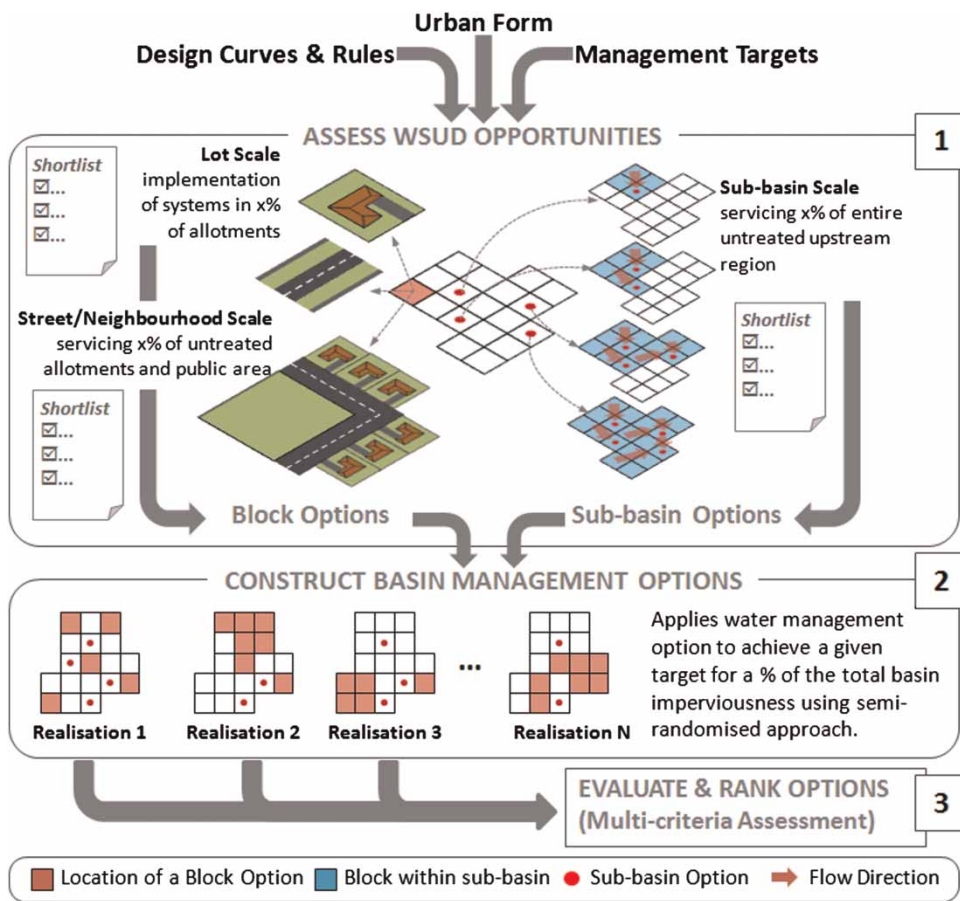 Urban Form
Design Curves & Rules
Management Targets
ASSESS WSUD OPPORTUNITIES
1
Shortlist
☑...
☑...
☑...
Lot Scale
implementation
of systems in x%
of allotments
Sub-basin Scale
servicing x% of entire
untreated upstream
region
Street/Neighbourhood Scale
servicing x% of untreated
allotments and public area
Shortlist
☑...
☑...
☑...
Shortlist
☑...
☑...
☑...
Block Options
Sub-basin Options
CONSTRUCT BASIN MANAGEMENT OPTIONS
2
...
Realisation 1
Realisation 2
Realisation 3
Realisation N
Applies water management
option to achieve a given
target for a % of the total basin
imperviousness using semi-
randomised approach.
EVALUATE & RANK OPTIONS
(Multi-criteria Assessment)
3
Location of a Block Option
Block within sub-basin
Sub-basin Option
Flow Direction